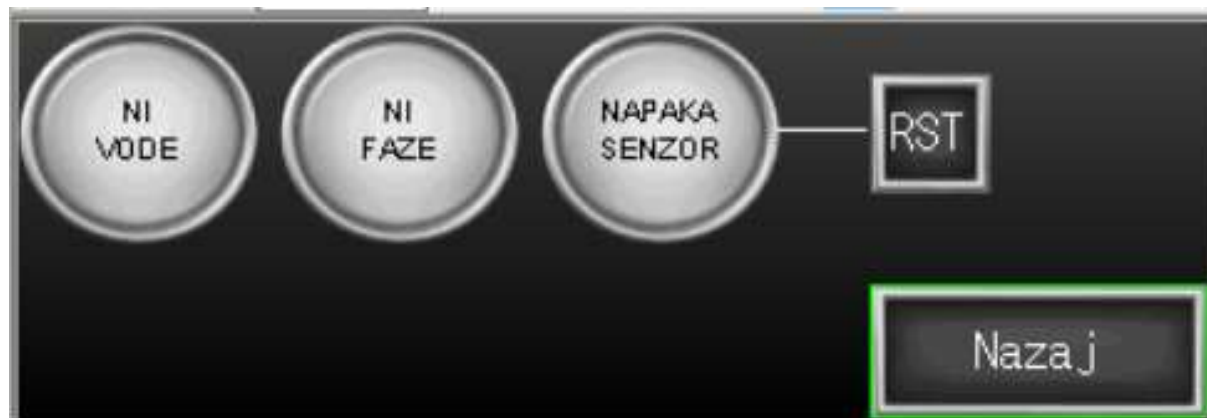 NI
VODE
NI
FAZE
NAPAKA
SENZOR
RST
Nazaj